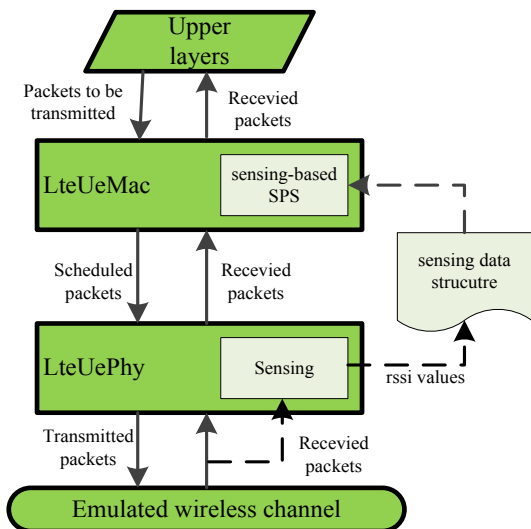 Upper
layers
Packets to be
transmitted
Recevied
packets
LteUeMac
sensing-based
SPS
Scheduled
packets
Recevied
packets
sensing data
strucutre
LteUePhy
Sensing
rssi values
Transmitted
packets
Recevied
packets
Emulated wireless channel